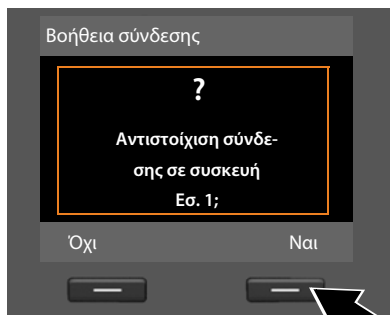 Βοήθεια σύνδεσης
?
Αντιστοίχιση σύνδε-
σης σε συσκευή
Εσ. 1;
Όχι Ναι